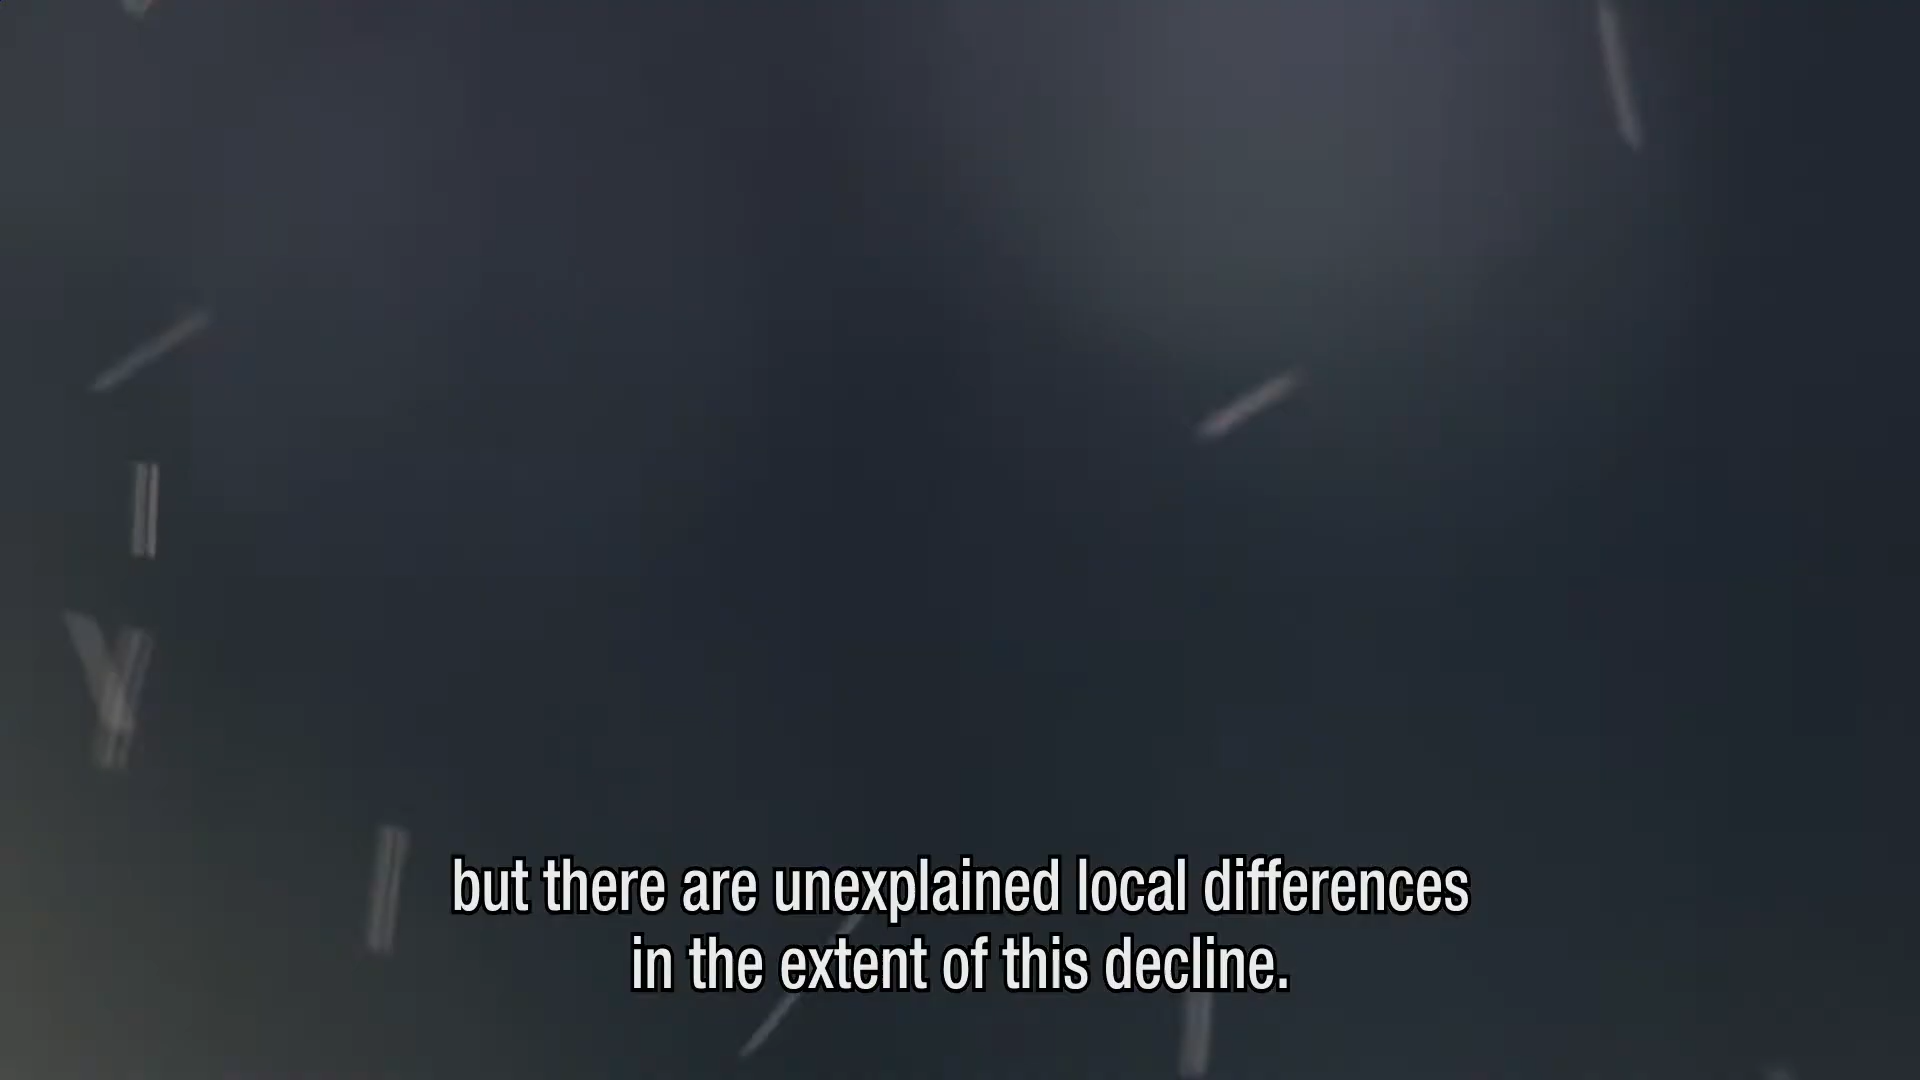 but there are unexplained local differences
in the extent of this decline.